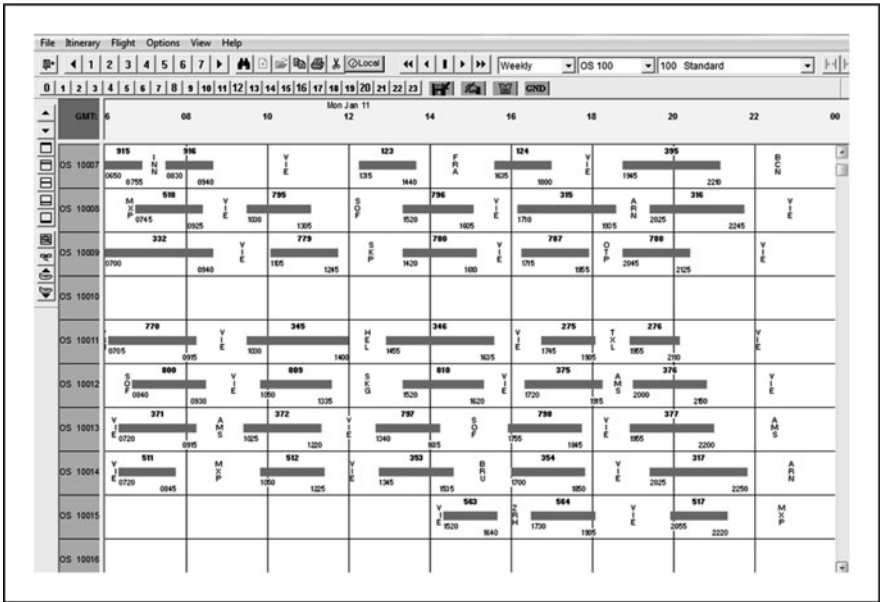 File Itinerary Flight Options View Help
1 2 3 4 5 6 7 Local Weekly OS 100 100 Standard
0 1 2 3 4 5 6 7 8 9 10 11 12 13 14 15 16 17 18 19 20 21 22 23 GND
Mon Jan 11
GMT: 6 08 10 12 14 16 18 20 22 00
915 916 123 124 395
OS 10007 INN VIE FRA VIE BCN
0650 0755 0830 0940 1315 1440 1635 1800 1945 2210
518 795 796 315 316
OS 10008 MXP VIE SOF VIE ARN VIE
0745 0925 1030 1305 1520 1605 1710 1935 2025 2245
332 779 780 787 788
OS 10009 VIE SKP VIE OTP VIE
0700 0940 1105 1245 1420 1715 1955 2045 2125
OS 10010
770 345 346 275 276
OS 10011 VIE HEL VIE TXL VIE
0705 0915 1030 1400 1455 1635 1745 1905 1955 2110
800 809 810 375 376
OS 10012 SOF VIE SKG VIE AMS VIE
0930 1050 1335 1520 1620 1720 1915 2000 2150
371 372 797 798 377
OS 10013 VIE AMS VIE SOF VIE AMS
0720 0915 1025 1220 1340 1755 1845 1955 2200
511 512 353 354 317
OS 10014 VIE MXP VIE BRU VIE ARN
0720 0845 1050 1225 1345 1535 1700 1850 2025 2250
563 564 517
OS 10015 VIE ZRH VIE MXP
1520 1640 1730 1905 2055 2220
OS 10016